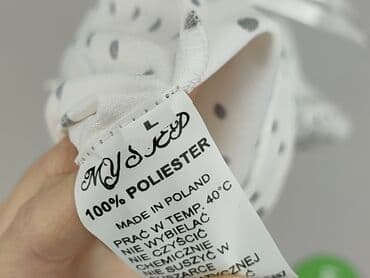 L
100% POLIESTER
MADE IN POLAND
PRAĆ W TEMP. 40°C
NIE WYBIELAĆ
NIE CZYŚCIĆ
CHEMICZNIE
NIE SUSZYĆ W